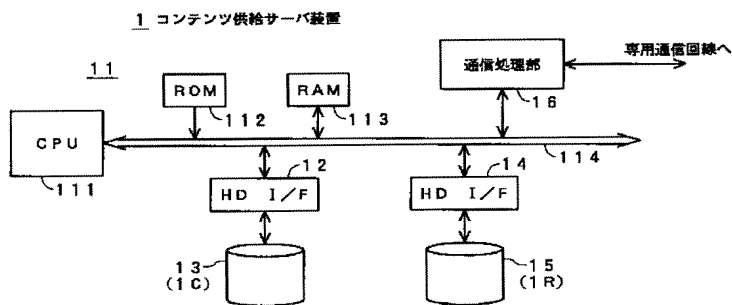 1 コンテンツ供給サーバ装置
11
ROM
112
RAM
113
通信処理部
16
専用通信回線へ
CPU
111
114
12
HD I/F
14
HD I/F
13
(1C)
15
(1R)